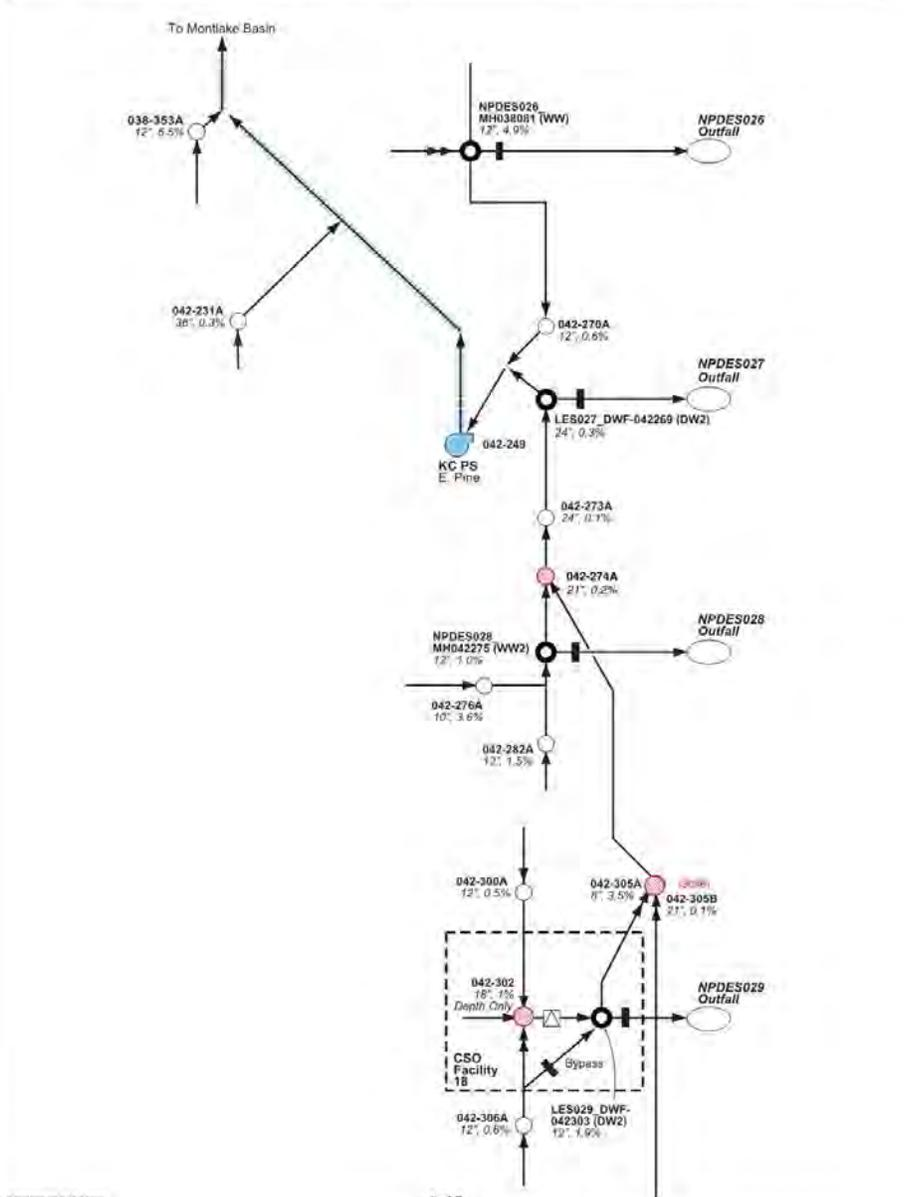 To Montlake Basin
038-353A
12", 6.5%
NPDES026_
MH038081 (WW)
12", 4.9%
NPDES026
Outfall
042-231A
36", 0.3%
042-270A
12", 0.6%
NPDES027
Outfall
LES027_DWF-042269 (DW2)
24", 0.3%
042-249
KC PS
E. Pine
042-273A
24", 0.1%
042-274A
21", 0.2%
NPDES028
Outfall
NPDES028_
MH042275 (WW2)
12", 1.0%
042-276A
10", 3.6%
042-282A
12", 1.5%
042-300A
12", 0.5%
042-305A
8", 3.5%
042-305B
21", 0.1%
042-302
18", 1%
Depth Only
NPDES029
Outfall
CSO
Facility
18
Bypass
LES029_DWF-
042303 (DW2)
12", 1.9%
042-306A
12", 0.6%